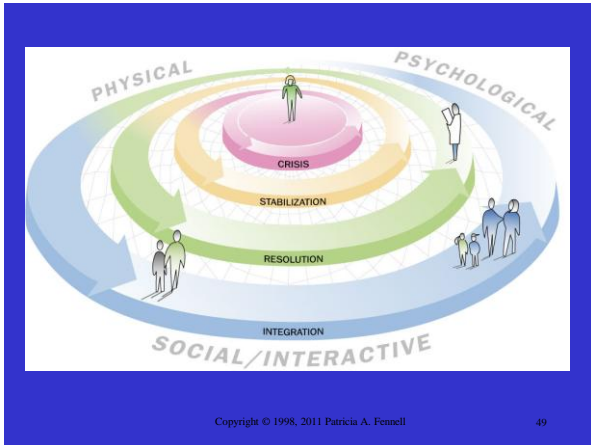 PHYSICAL
PSYCHOLOGICAL
CRISIS
STABILIZATION
RESOLUTION
INTEGRATION
SOCIAL/INTERACTIVE
Copyright © 1998, 2011 Patricia A. Fennell
49